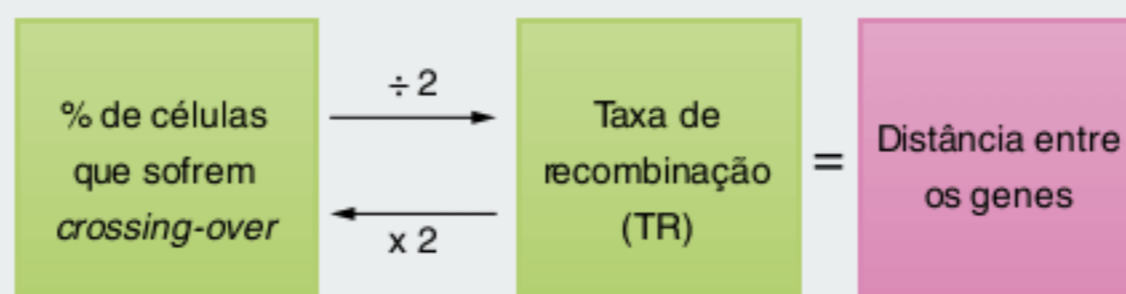 % de células
que sofrem
crossing-over
÷ 2
x 2
Taxa de
recombinação
(TR)
=
Distância entre
os genes